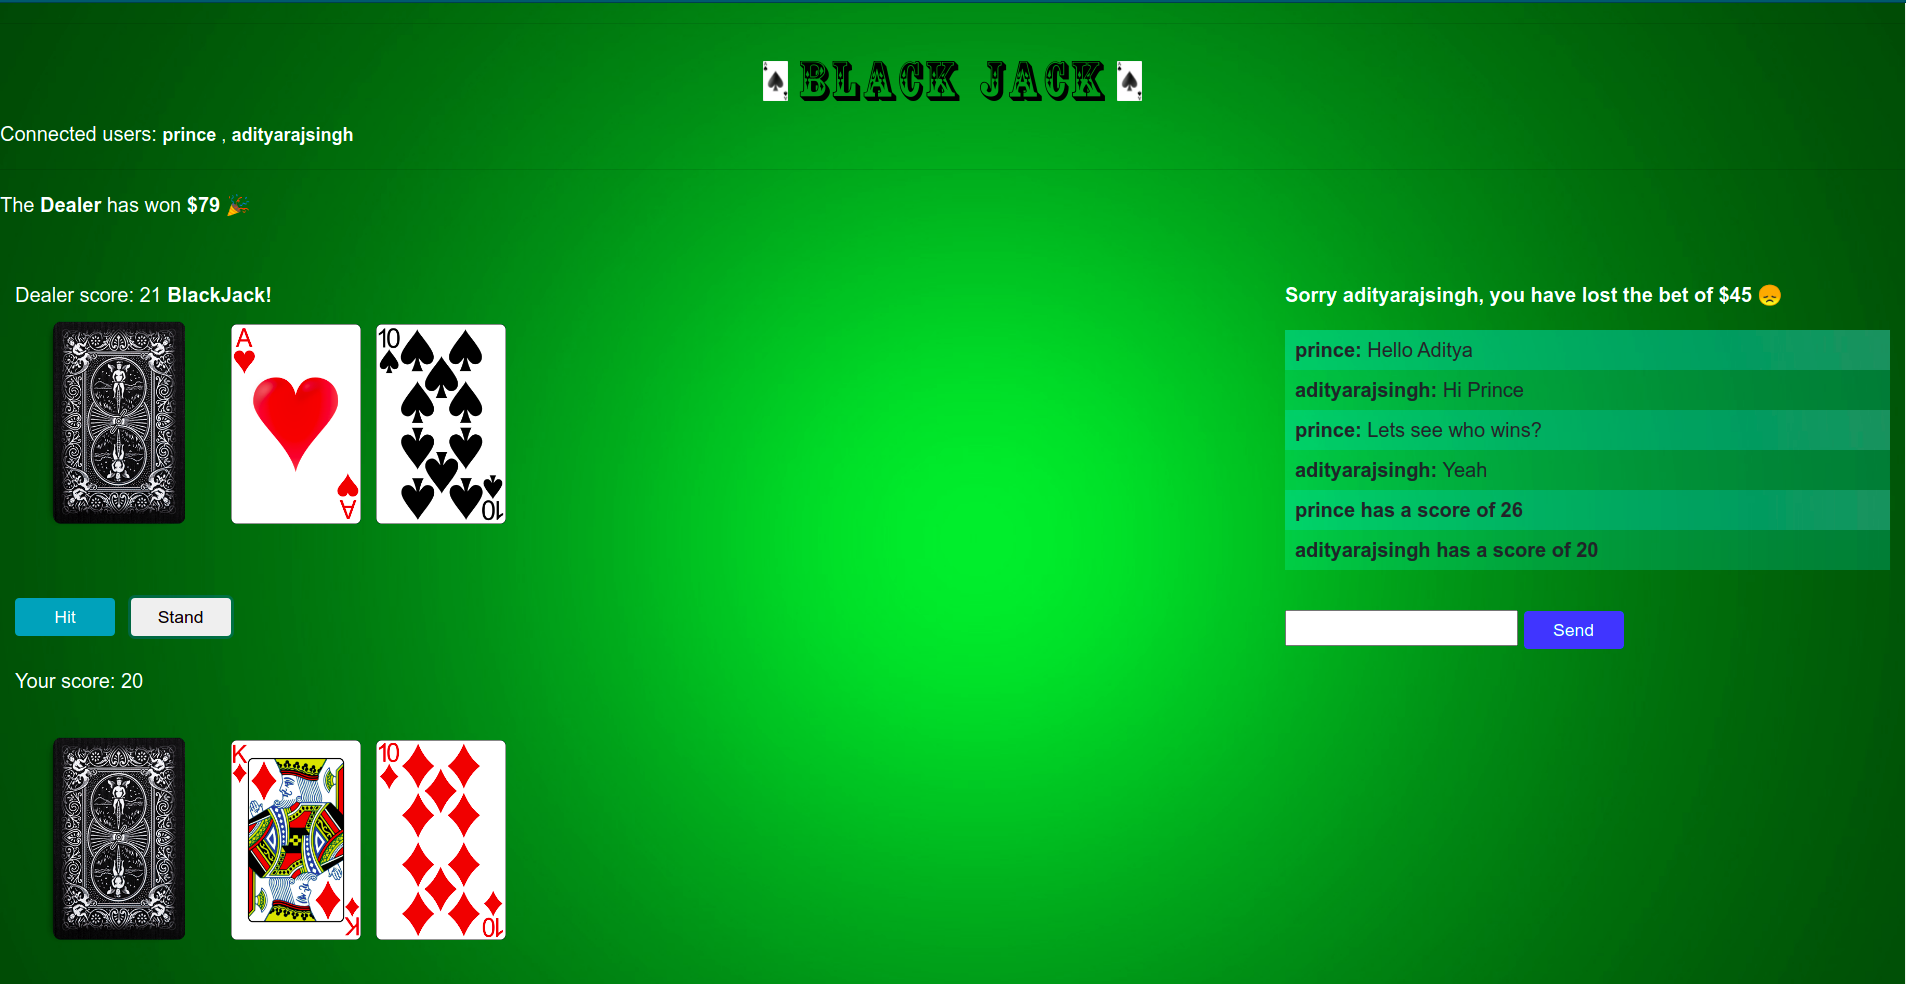 BLACK JACK
Connected users: prince , adityarajsingh
The Dealer has won $79 🎉
Dealer score: 21 BlackJack!
A
A
10
10
Hit
Stand
Your score: 20
K
K
10
10
Sorry adityarajsingh, you have lost the bet of $45 😞
prince: Hello Aditya
adityarajsingh: Hi Prince
prince: Lets see who wins?
adityarajsingh: Yeah
prince has a score of 26
adityarajsingh has a score of 20
Send